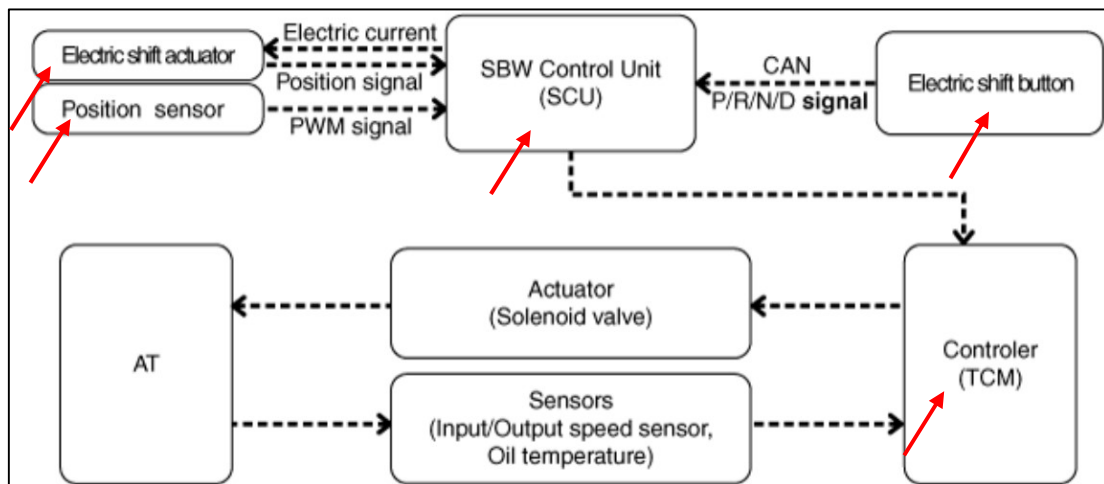 Electric shift actuator
Position sensor
Electric current
Position signal
PWM signal
SBW Control Unit
(SCU)
CAN
P/R/N/D signal
Electric shift button
AT
Actuator
(Solenoid valve)
Sensors
(Input/Output speed sensor,
Oil temperature)
Controler
(TCM)